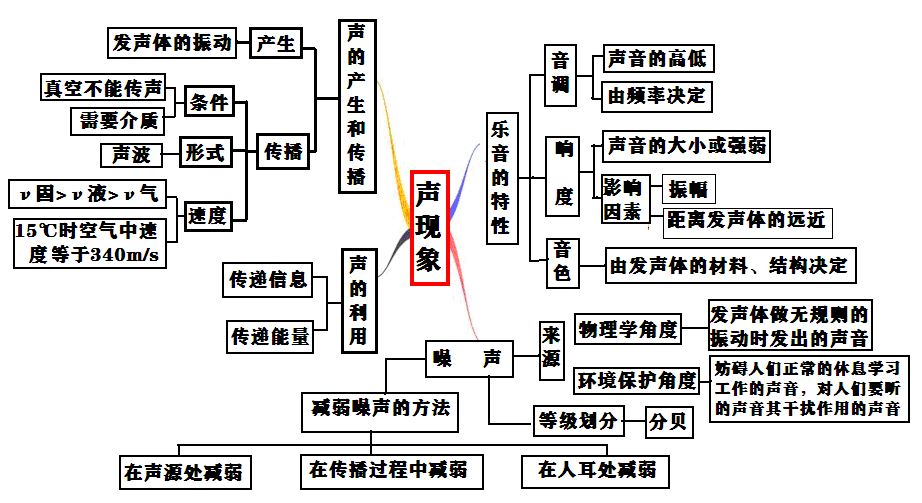 声现象
声的产生和传播
产生
发声体的振动
传播
条件
真空不能传声
需要介质
形式
声波
速度
ν固>ν液>ν气
15℃时空气中速
度等于340m/s
声的利用
传递信息
传递能量
乐音的特性
音调
声音的高低
由频率决定
响度
声音的大小或强弱
影响
因素
振幅
距离发声体的远近
音色
由发声体的材料、结构决定
噪 声
来源
物理学角度
发声体做无规则的
振动时发出的声音
环境保护角度
妨碍人们正常的休息学习
工作的声音，对人们要听
的声音其干扰作用的声音
等级划分
分贝
减弱噪声的方法
在声源处减弱
在传播过程中减弱
在人耳处减弱